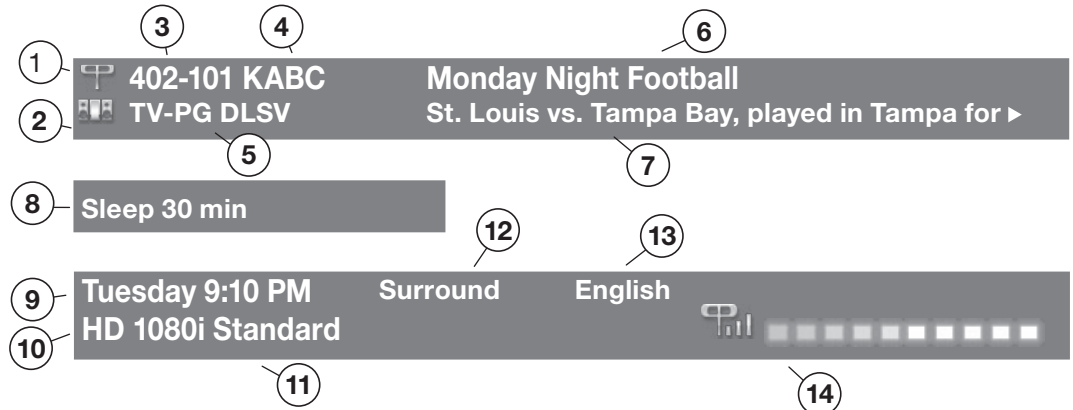 3 4 6
1 402-101 KABC Monday Night Football
2 TV-PG DLSV St. Louis vs. Tampa Bay, played in Tampa for ▶
5 7
8 Sleep 30 min
12 13
9 Tuesday 9:10 PM Surround English
10 HD 1080i Standard
11 14